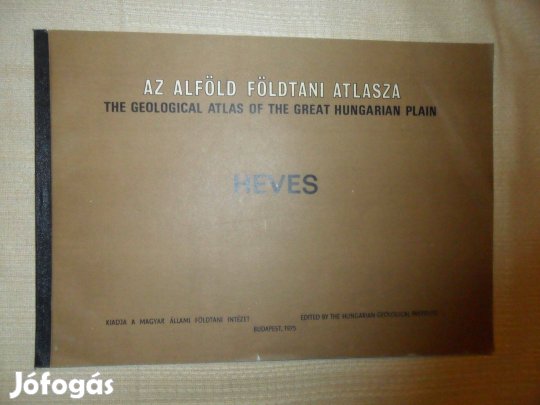 AZ ALFÖLD FÖLDTANI ATLASZA
THE GEOLOGICAL ATLAS OF THE GREAT HUNGARIAN PLAIN
HEVES
KIADJA A MAGYAR ÁLLAMI FÖLDTANI INTÉZET
EDITED BY THE HUNGARIAN GEOLOGICAL INSTITUTE
BUDAPEST, 1975
Jófogás